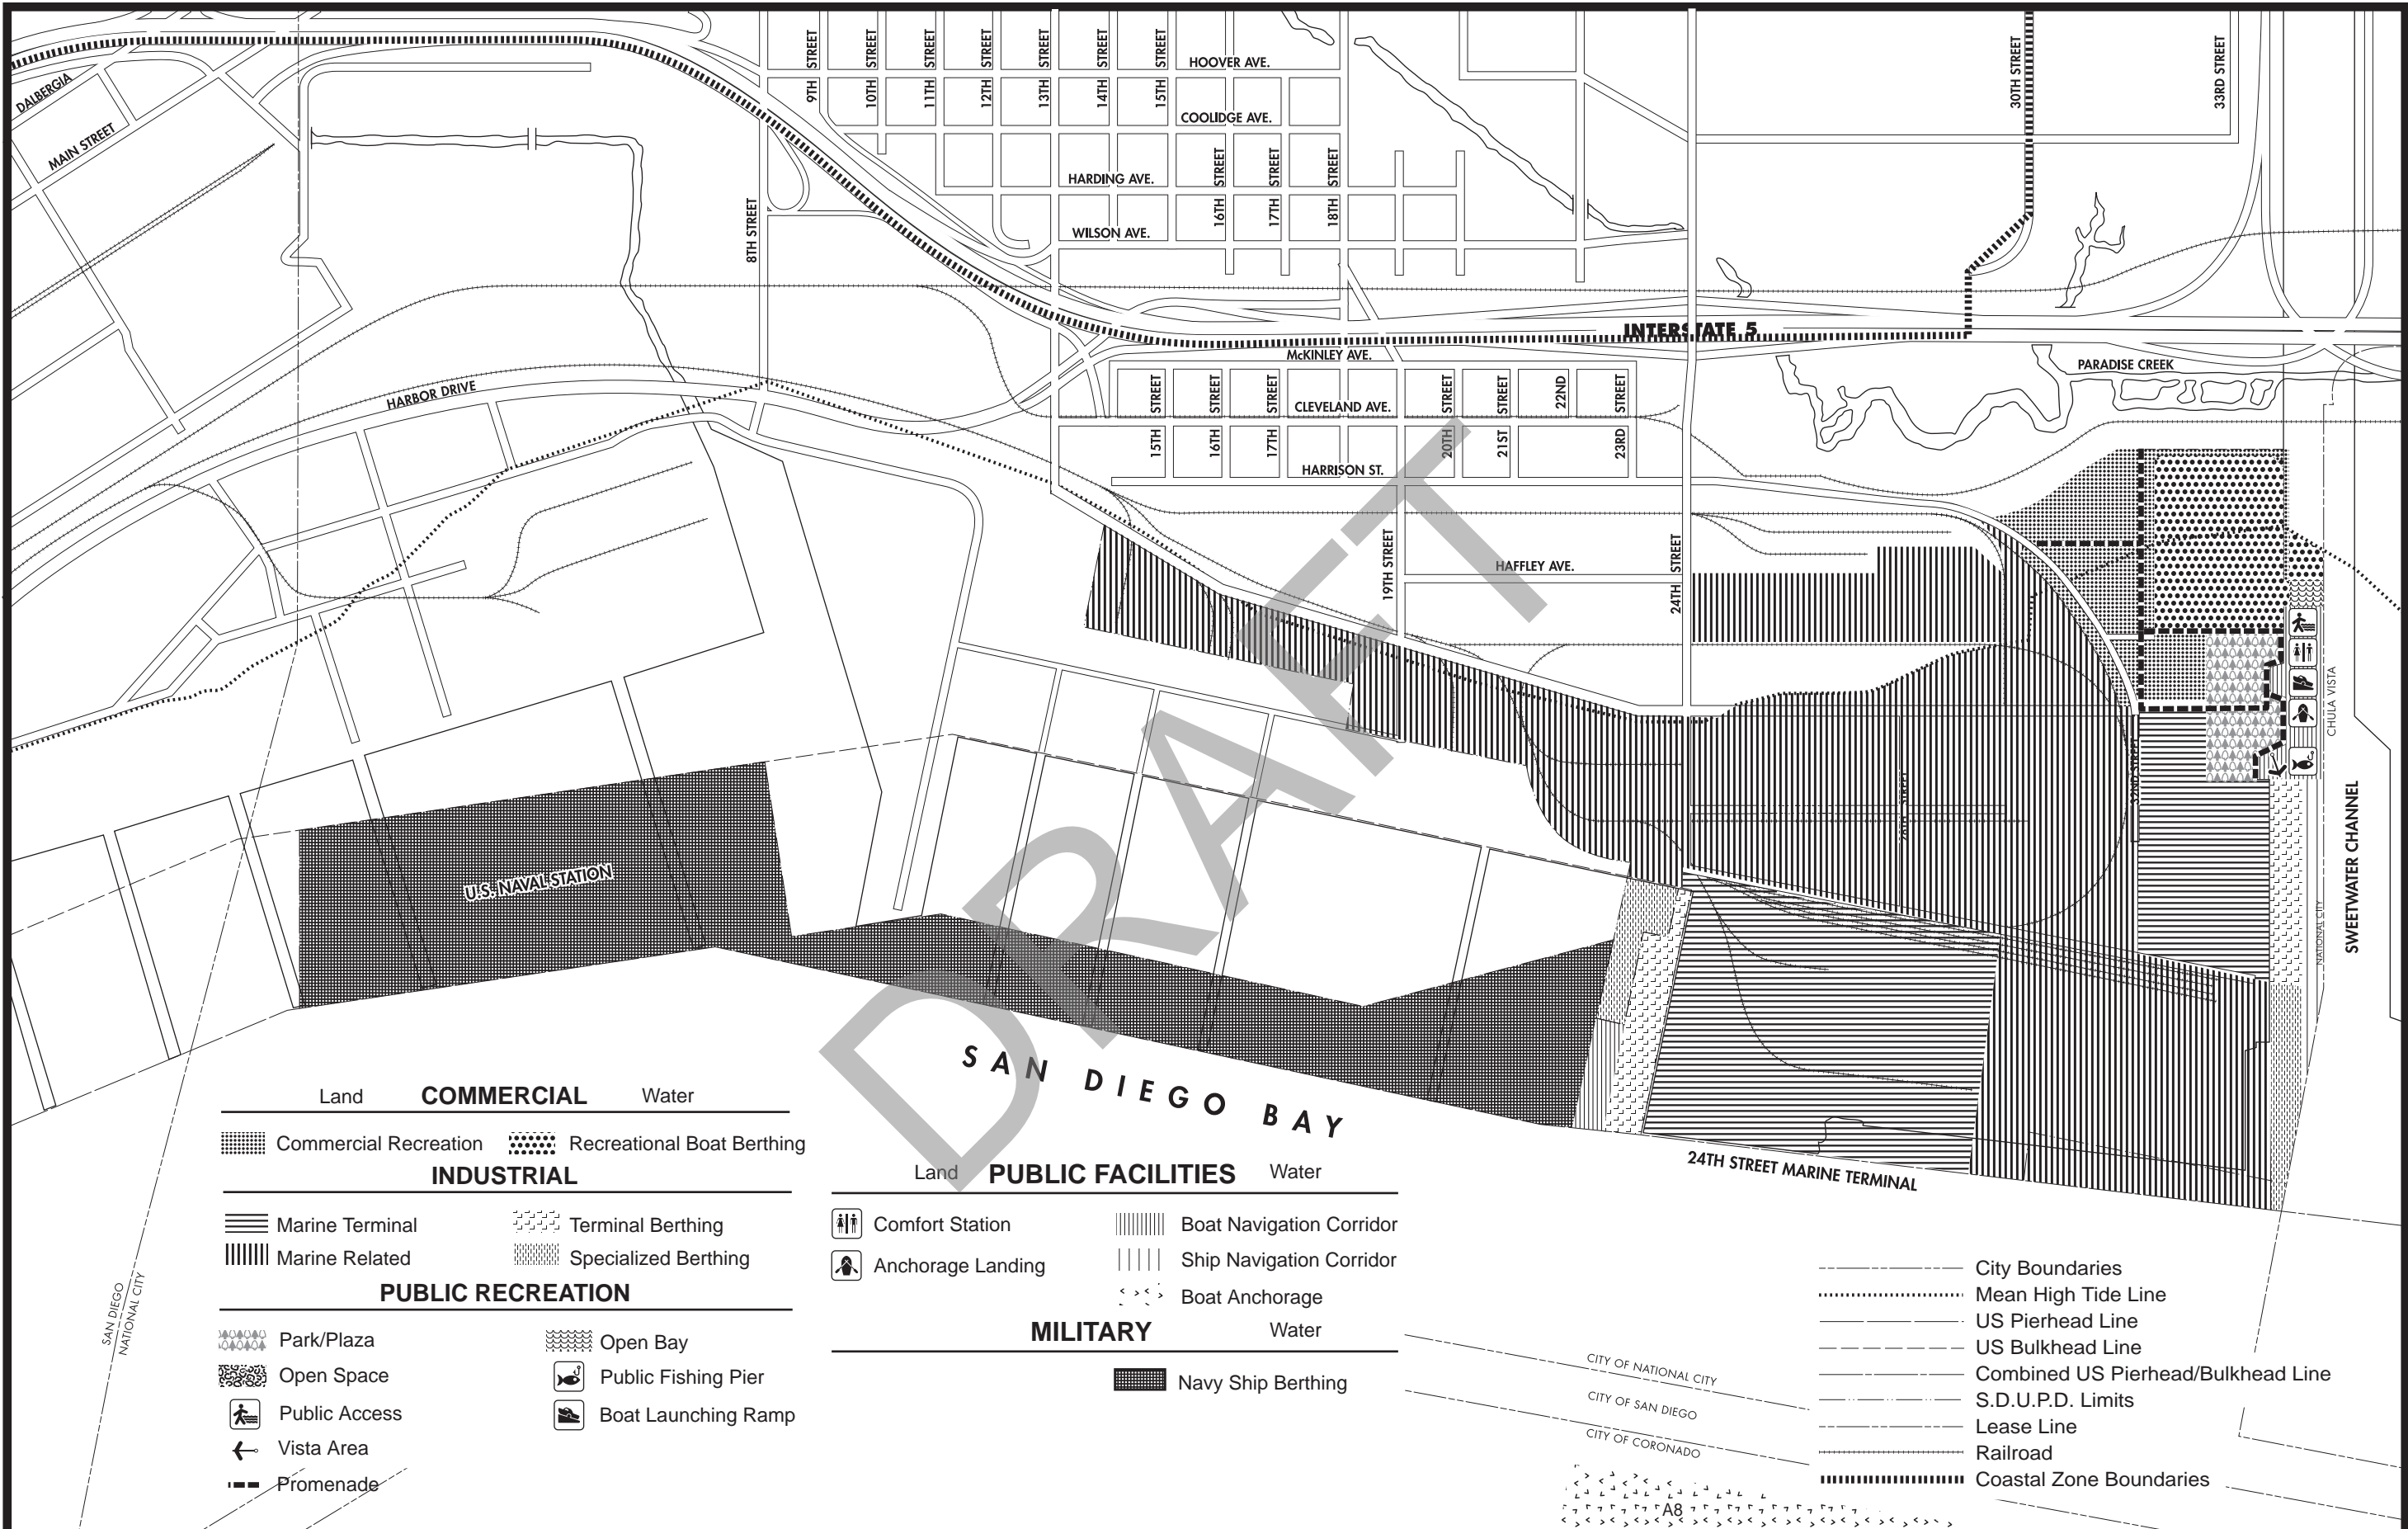 DALBERGIA
MAIN STREET
8TH STREET
9TH STREET
10TH STREET
11TH STREET
12TH STREET
13TH STREET
14TH STREET
15TH STREET
HOOVER AVE.
COOLIDGE AVE.
HARDING AVE.
WILSON AVE.
16TH STREET
17TH STREET
18TH STREET
30TH STREET
33RD STREET
INTERSTATE 5
McKINLEY AVE.
PARADISE CREEK
HARBOR DRIVE
CLEVELAND AVE.
15TH STREET
16TH STREET
17TH STREET
20TH STREET
21ST STREET
22ND
23RD STREET
HARRISON ST.
19TH STREET
24TH STREET
HAFFLEY AVE.
32ND STREET
CHULA VISTA
NATIONAL CITY
SWEETWATER CHANNEL
U.S. NAVAL STATION
SAN DIEGO BAY
24TH STREET MARINE TERMINAL
DRAFT
Land COMMERCIAL Water
Commercial Recreation Recreational Boat Berthing
INDUSTRIAL
Marine Terminal Terminal Berthing
Marine Related Specialized Berthing
PUBLIC RECREATION
Park/Plaza Open Bay
Open Space Public Fishing Pier
Public Access Boat Launching Ramp
Vista Area
Promenade
Land PUBLIC FACILITIES Water
Comfort Station Boat Navigation Corridor
Anchorage Landing Ship Navigation Corridor
Boat Anchorage
MILITARY Water
Navy Ship Berthing
City Boundaries
Mean High Tide Line
US Pierhead Line
US Bulkhead Line
Combined US Pierhead/Bulkhead Line
S.D.U.P.D. Limits
Lease Line
Railroad
Coastal Zone Boundaries
SAN DIEGO
NATIONAL CITY
CITY OF NATIONAL CITY
CITY OF SAN DIEGO
CITY OF CORONADO
A8